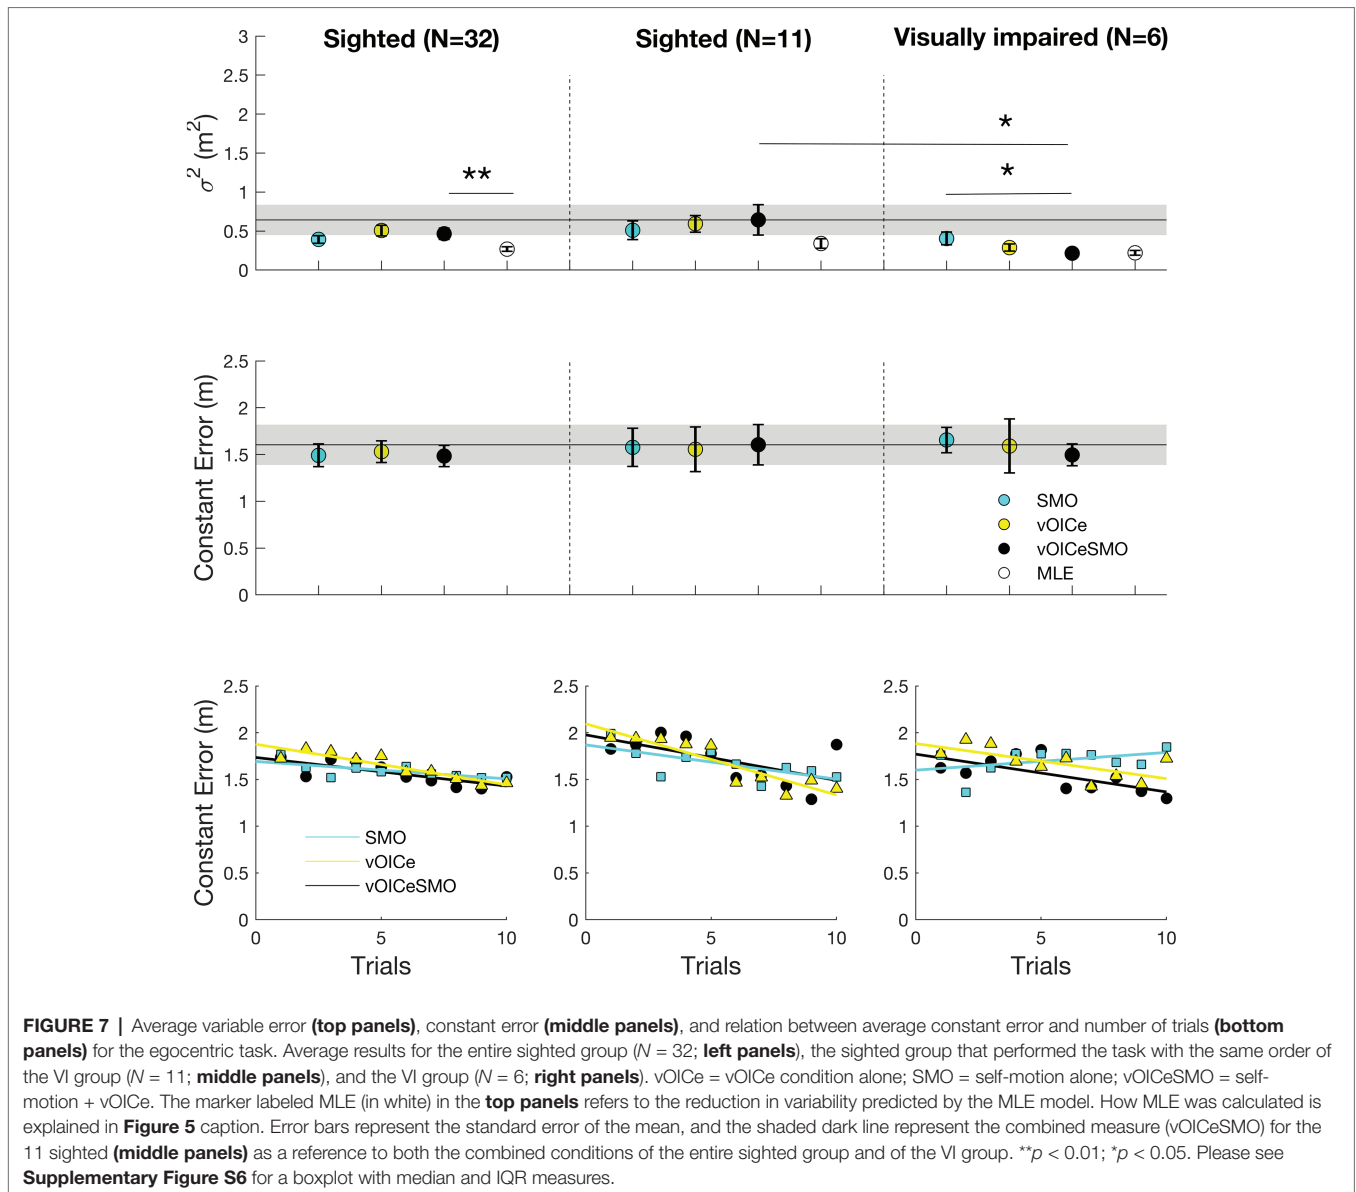 Sighted (N=32)
Sighted (N=11)
Visually impaired (N=6)
3
2.5
2
1.5
1
0.5
0
σ² (m²)
**
*
*
2.5
2
1.5
1
0.5
0
Constant Error (m)
SMO
vOICe
vOICeSMO
MLE
2.5
2
1.5
1
0.5
0
Constant Error (m)
SMO
vOICe
vOICeSMO
0
5
10
Trials
2.5
2
1.5
1
0.5
0
0
5
10
Trials
2.5
2
1.5
1
0.5
0
0
5
10
Trials
FIGURE 7 | Average variable error (top panels), constant error (middle panels), and relation between average constant error and number of trials (bottom
panels) for the egocentric task. Average results for the entire sighted group (N = 32; left panels), the sighted group that performed the task with the same order of
the VI group (N = 11; middle panels), and the VI group (N = 6; right panels). vOICe = vOICe condition alone; SMO = self-motion alone; vOICeSMO = self-
motion + vOICe. The marker labeled MLE (in white) in the top panels refers to the reduction in variability predicted by the MLE model. How MLE was calculated is
explained in Figure 5 caption. Error bars represent the standard error of the mean, and the shaded dark line represent the combined measure (vOICeSMO) for the
11 sighted (middle panels) as a reference to both the combined conditions of the entire sighted group and of the VI group. **p < 0.01; *p < 0.05. Please see
Supplementary Figure S6 for a boxplot with median and IQR measures.